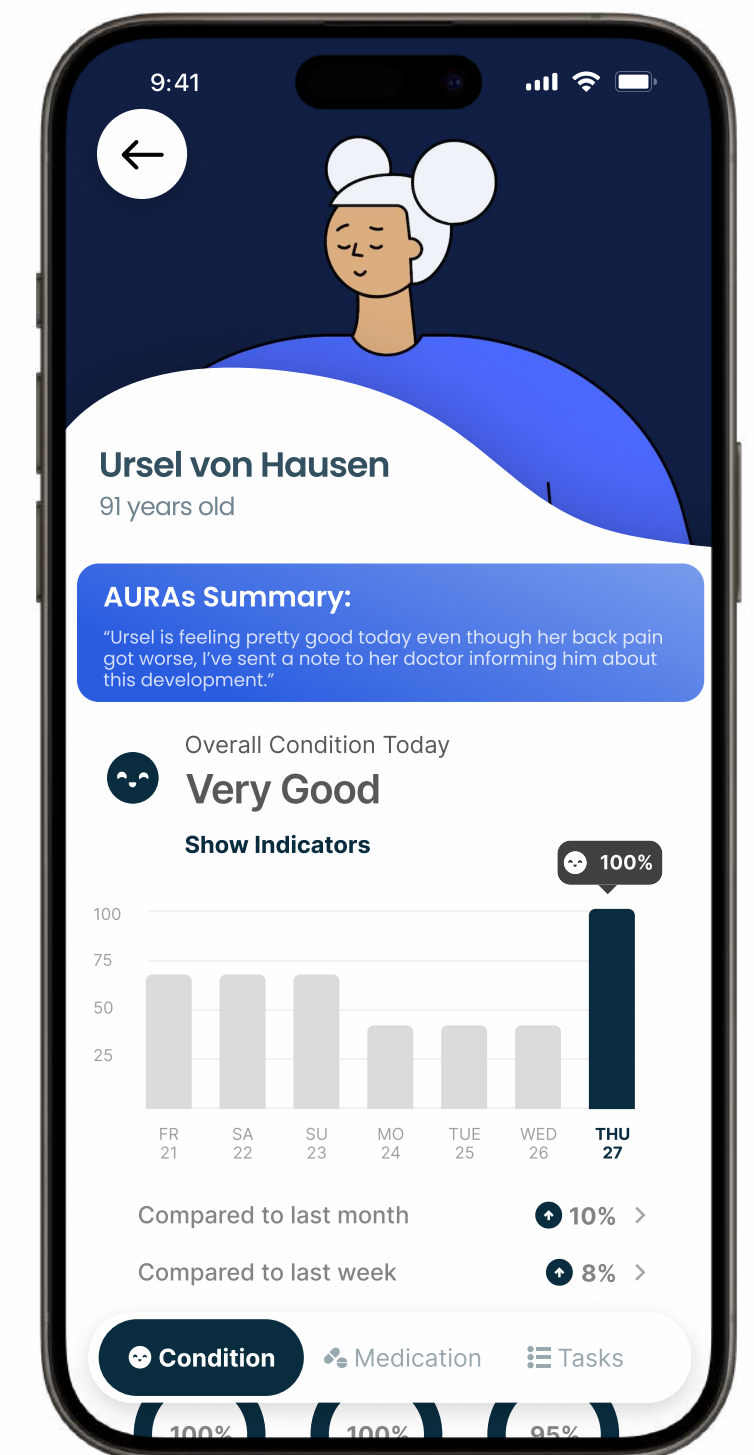 9:41
Ursel von Hausen
91 years old
AURAs Summary:
“Ursel is feeling pretty good today even though her back pain
got worse, I’ve sent a note to her doctor informing him about
this development.”
Overall Condition Today
Very Good
Show Indicators
100%
100
75
50
25
FR SA SU MO TUE WED THU
21 22 23 24 25 26 27
Compared to last month 10%
Compared to last week 8%
Condition Medication Tasks
100% 100% 95%